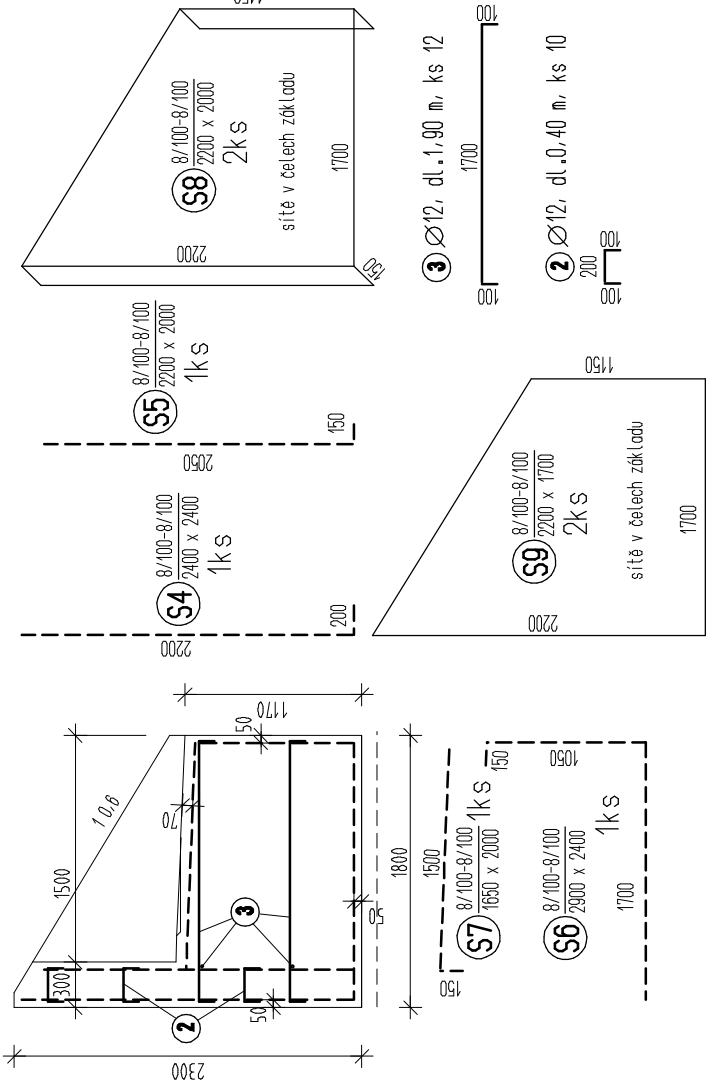 1150
S8
8/100-8/100
2200 x 2000
2ks
sítě v čelech základu
1700
2200
150
3
Ø12, dl.1,90 m, ks 12
1700
100
100
2
Ø12, dl.0,40 m, ks 10
200
100
100
S5
8/100-8/100
2200 x 2000
1ks
2050
150
S4
8/100-8/100
2400 x 2400
1ks
2200
200
S9
8/100-8/100
2200 x 1700
2ks
sítě v čelech základu
1700
2200
1150
1 0,6
1500
300
70
50
1170
3
2
50
50
1800
2300
S7
8/100-8/100
1650 x 2000
1ks
1500
150
S6
8/100-8/100
2900 x 2400
1ks
1700
1050
150